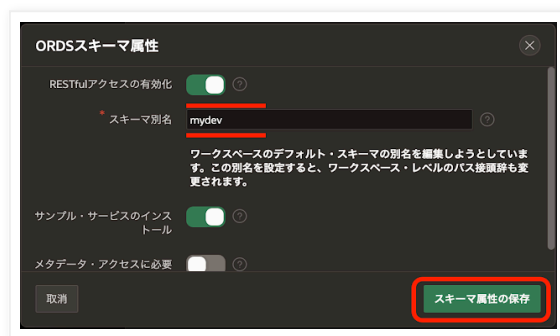 ORDSスキーマ属性
RESTfulアクセスの有効化
* スキーマ別名
mydev
ワークスペースのデフォルト・スキーマの別名を編集しようとしていま
す。この別名を設定すると、ワークスペース・レベルのパス接頭辞も変
更されます。
サンプル・サービスのインス
トール
メタデータ・アクセスに必要
取消
スキーマ属性の保存